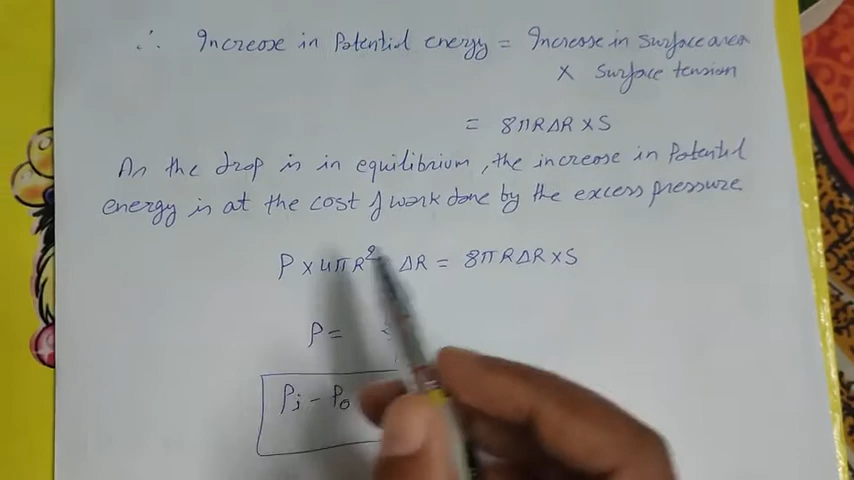 ∴ Increase in Potential energy = Increase in surface area
× surface tension
= 8πRΔR × S
As the drop is in equilibrium, the increase in Potential
energy is at the cost of work done by the excess pressure
P × 4πR² ΔR = 8πRΔR × S
P =
Pi - Po